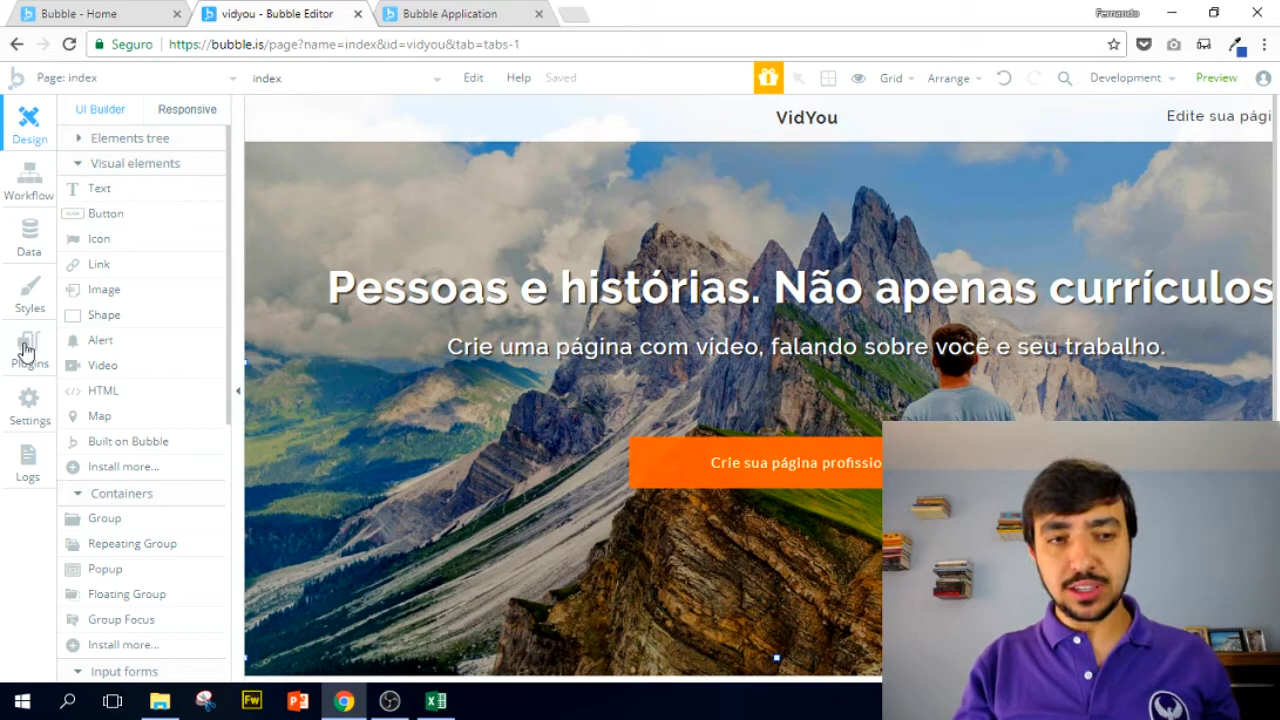 Bubble - Home
vidyou - Bubble Editor
Bubble Application
Fernando
Seguro
https://bubble.is/page?name=index&id=vidyou&tab=tabs-1
Page: index
index
Edit
Help
Saved
Grid
Arrange
Development
Preview
Design
Workflow
Data
Styles
Plugins
Settings
Logs
UI Builder
Responsive
Elements tree
Visual elements
Text
Button
Icon
Link
Image
Shape
Alert
Video
HTML
Map
Built on Bubble
Install more...
Containers
Group
Repeating Group
Popup
Floating Group
Group Focus
Install more...
Input forms
VidYou
Edite sua pági
Pessoas e histórias. Não apenas currículos
Crie uma página com vídeo, falando sobre você e seu trabalho.
Crie sua página profissio
Fw